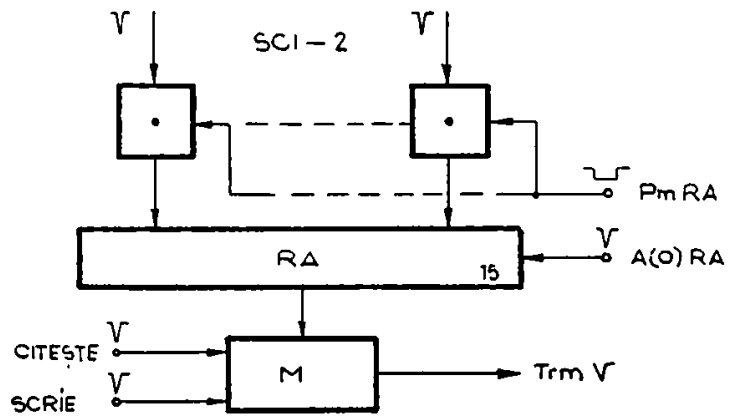 SCI-2
Pm RA
RA
15
A(0) RA
CITEȘTE
M
Trm
SCRIE